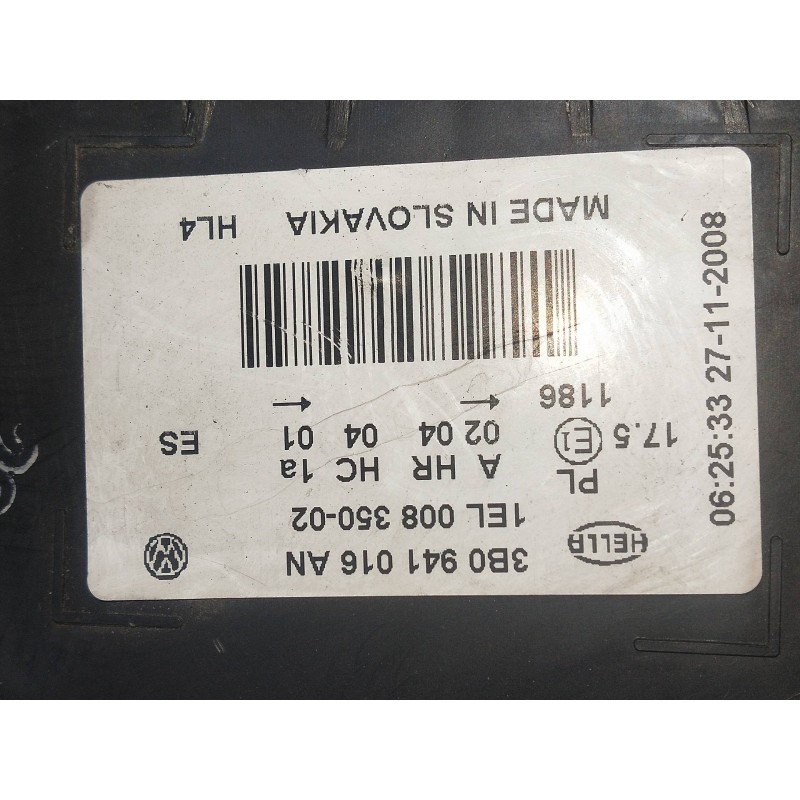 3B0 941 016 AN
HELLA
1EL 008 350-02
PL A HR HC 1a
17.5 E1 02 04 04 01 ES
1186 → →
MADE IN SLOVAKIA HL4
06:25:33 27-11-2008